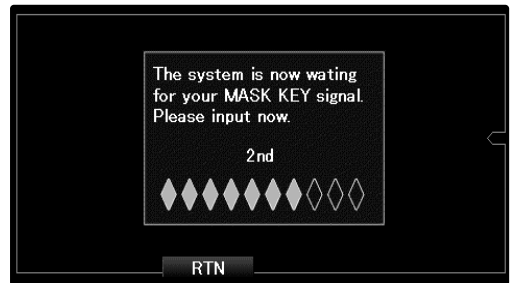 The system is now wating
for your MASK KEY signal.
Please input now.
2nd
RTN